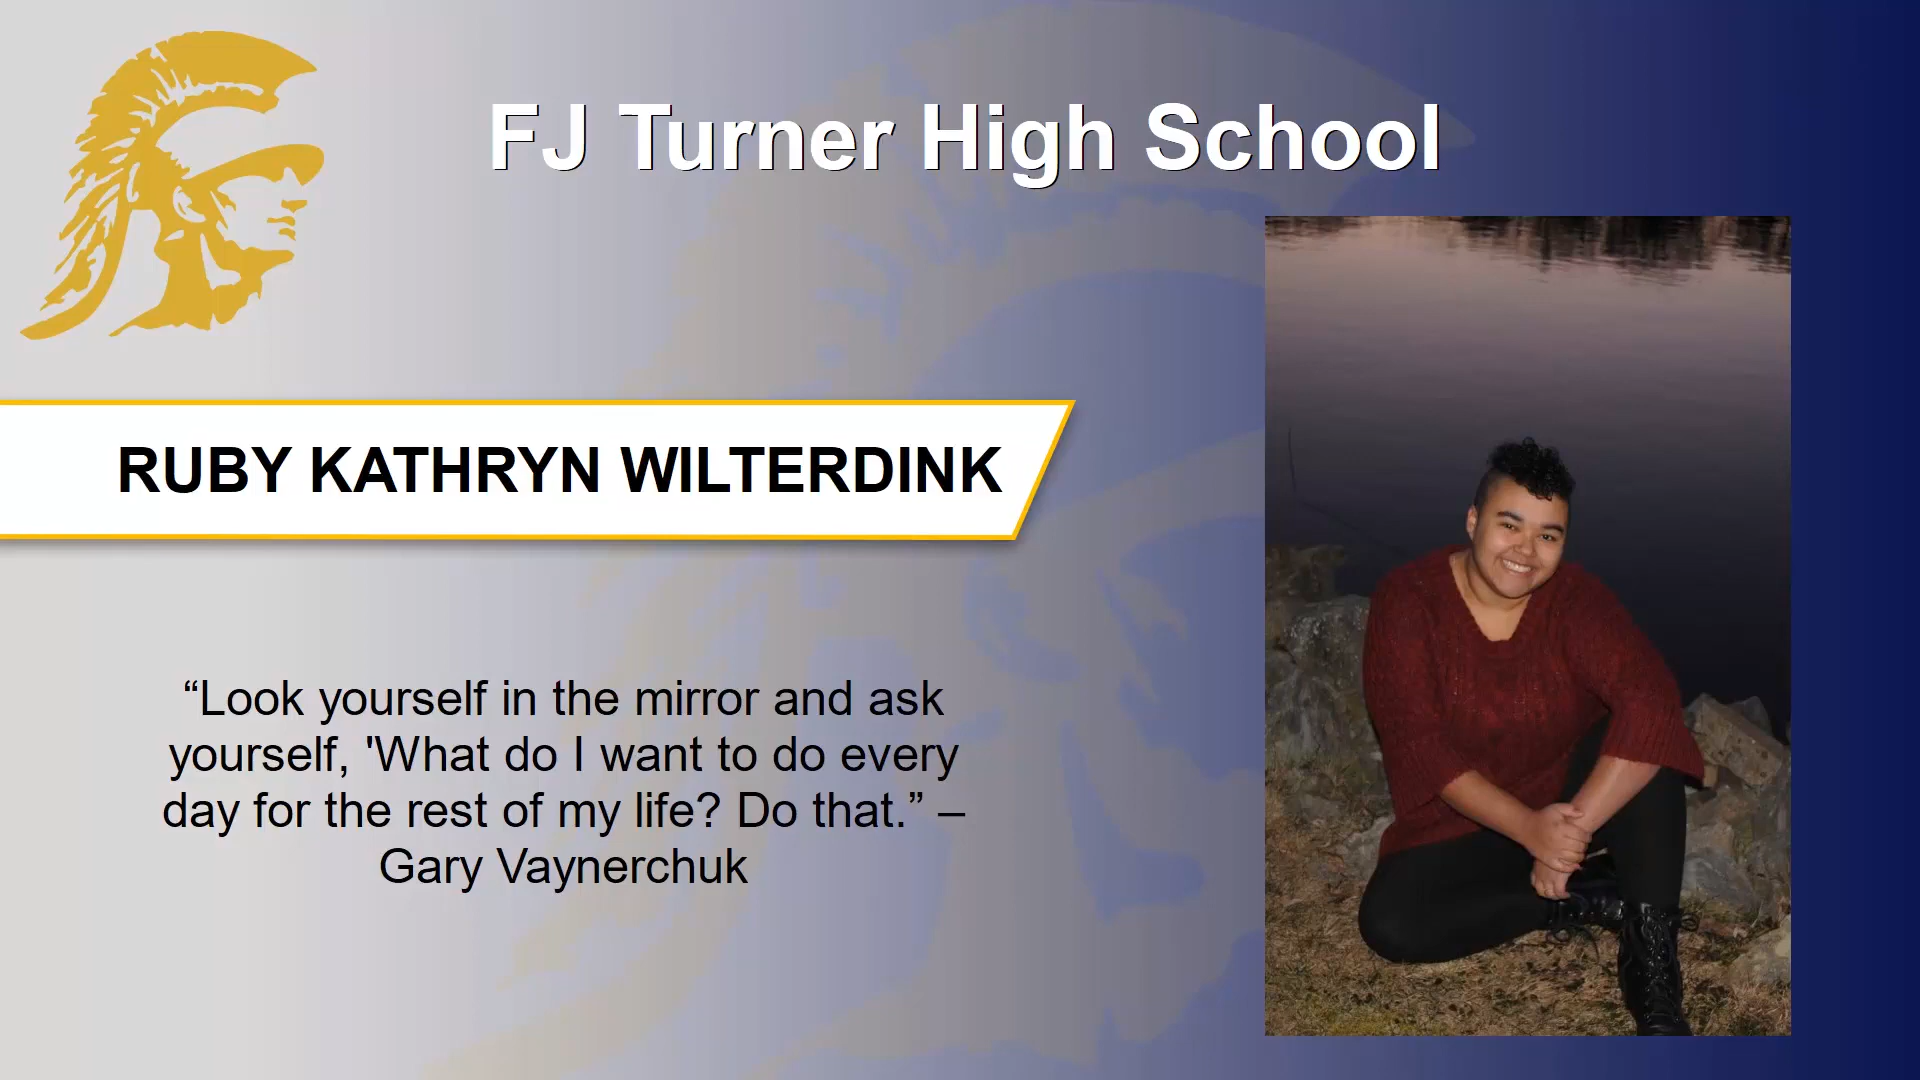 FJ Turner High School
RUBY KATHRYN WILTERDINK
“Look yourself in the mirror and ask
yourself, 'What do I want to do every
day for the rest of my life? Do that.” –
Gary Vaynerchuk